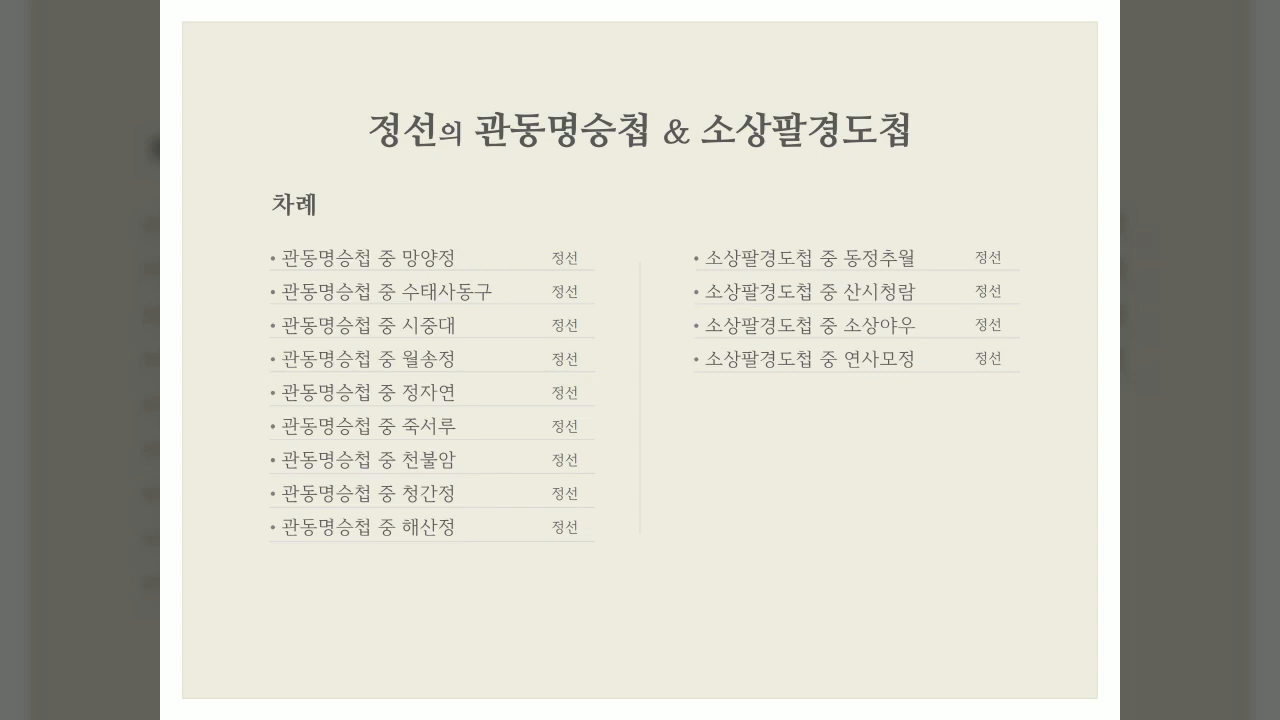 정선의 관동명승첩 & 소상팔경도첩
차례
• 관동명승첩 중 망양정 정선
• 관동명승첩 중 수태사동구 정선
• 관동명승첩 중 시중대 정선
• 관동명승첩 중 월송정 정선
• 관동명승첩 중 정자연 정선
• 관동명승첩 중 죽서루 정선
• 관동명승첩 중 천불암 정선
• 관동명승첩 중 청간정 정선
• 관동명승첩 중 해산정 정선
• 소상팔경도첩 중 동정추월 정선
• 소상팔경도첩 중 산시청람 정선
• 소상팔경도첩 중 소상야우 정선
• 소상팔경도첩 중 연사모정 정선